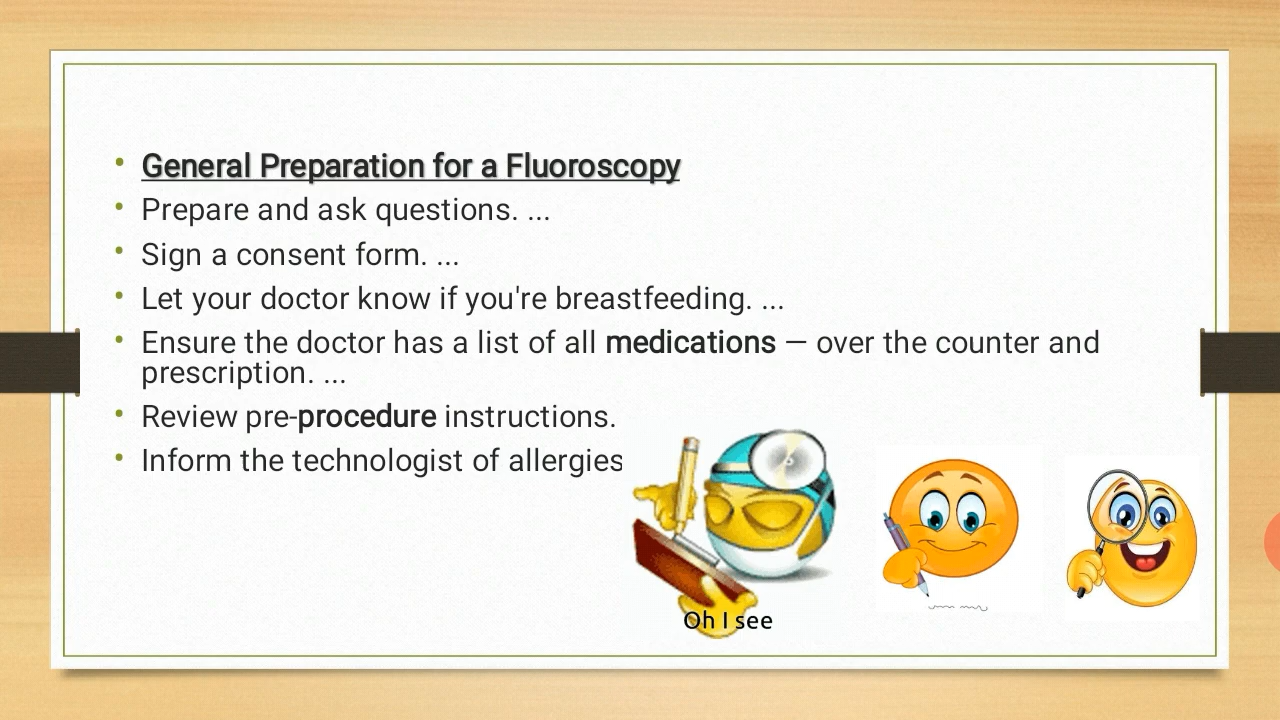 • General Preparation for a Fluoroscopy
• Prepare and ask questions. ...
• Sign a consent form. ...
• Let your doctor know if you're breastfeeding. ...
• Ensure the doctor has a list of all medications — over the counter and
prescription. ...
• Review pre-procedure instructions.
• Inform the technologist of allergies
Oh I see